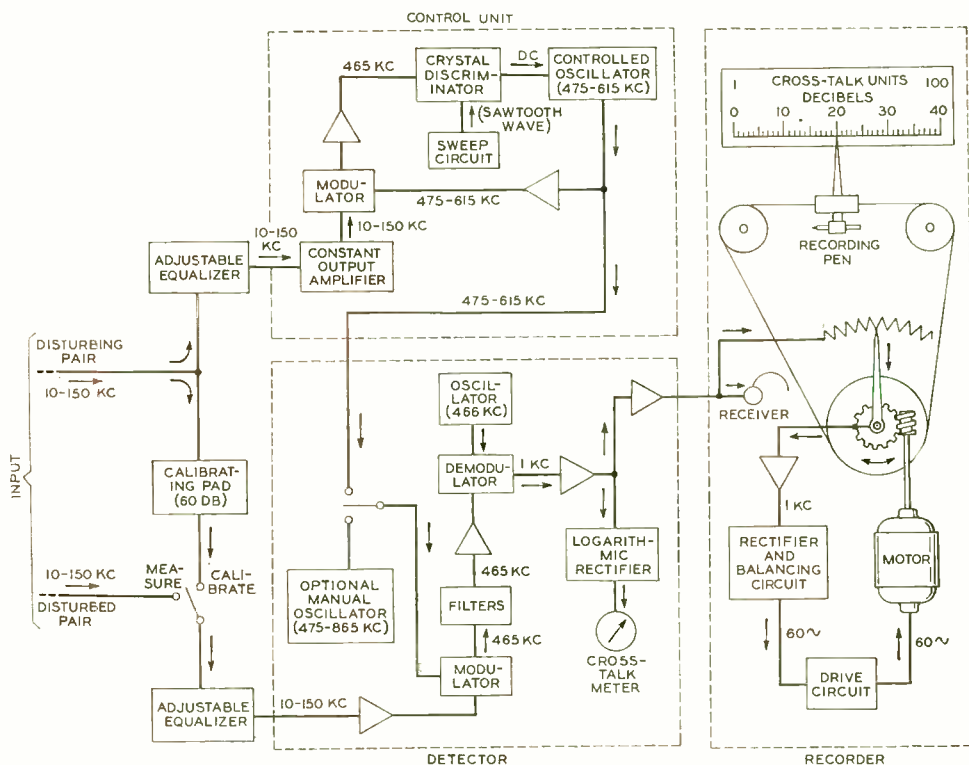 CONTROL UNIT
465 KC
CRYSTAL
DISCRIM-
INATOR
DC
CONTROLLED
OSCILLATOR
(475-615 KC)
(SAWTOOTH
WAVE)
SWEEP
CIRCUIT
MODU-
LATOR
475-615 KC
10-150 KC
10-150
KC
ADJUSTABLE
EQUALIZER
CONSTANT
OUTPUT
AMPLIFIER
475-615 KC
DISTURBING
PAIR
10-150 KC
INPUT
CALIBRAT-
ING PAD
(60 DB)
MEASURE
CALI-
BRATE
10-150 KC
DISTURBED
PAIR
ADJUSTABLE
EQUALIZER
10-150 KC
OSCIL-
LATOR
(466 KC)
DEMODU-
LATOR
1 KC
465 KC
FILTERS
465 KC
MODU-
LATOR
OPTIONAL
MANUAL
OSCILLATOR
(475-865 KC)
LOGARITH-
MIC
RECTIFIER
CROSS-
TALK
METER
DETECTOR
1 CROSS-TALK UNITS 100
DECIBELS
0 10 20 30 40
RECORDING
PEN
RECEIVER
1 KC
RECTIFIER
AND
BALANCING
CIRCUIT
MOTOR
60~
60~
DRIVE
CIRCUIT
RECORDER